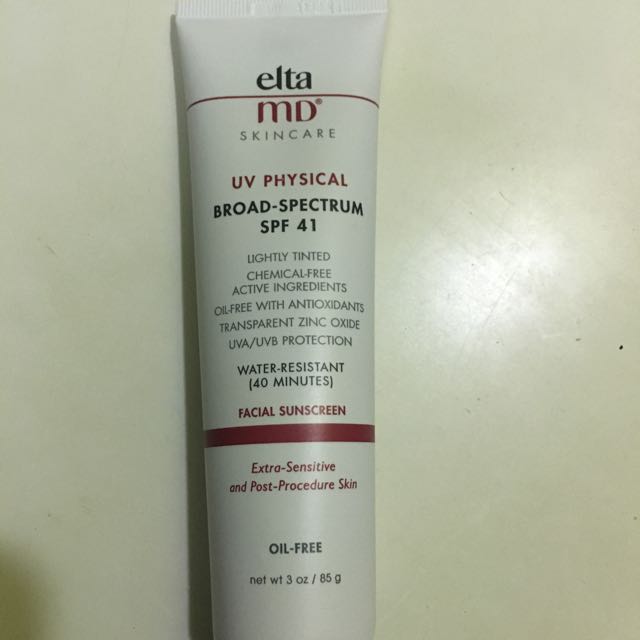 elta
MD®
SKINCARE
UV PHYSICAL
BROAD-SPECTRUM
SPF 41
LIGHTLY TINTED
CHEMICAL-FREE
ACTIVE INGREDIENTS
OIL-FREE WITH ANTIOXIDANTS
TRANSPARENT ZINC OXIDE
UVA/UVB PROTECTION
WATER-RESISTANT
(40 MINUTES)
FACIAL SUNSCREEN
Extra-Sensitive
and Post-Procedure Skin
OIL-FREE
net wt 3 oz / 85 g